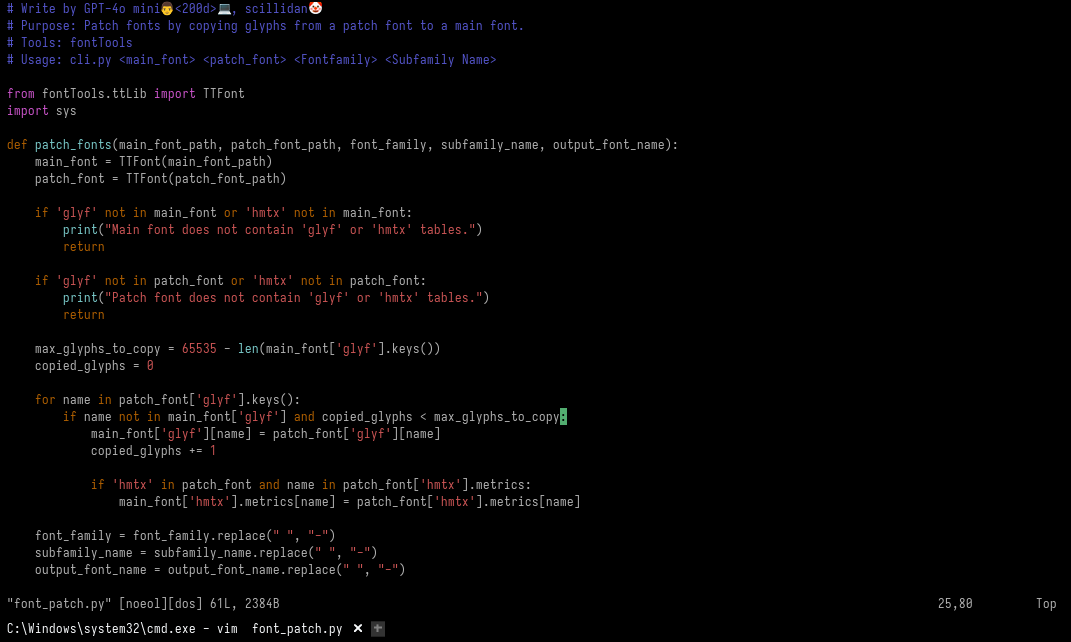 # Write by GPT-4o mini👨<200d>💻, scillidan🤡
# Purpose: Patch fonts by copying glyphs from a patch font to a main font.
# Tools: fontTools
# Usage: cli.py <main_font> <patch_font> <Fontfamily> <Subfamily Name>
from fontTools.ttLib import TTFont
import sys
def patch_fonts(main_font_path, patch_font_path, font_family, subfamily_name, output_font_name):
    main_font = TTFont(main_font_path)
    patch_font = TTFont(patch_font_path)
    if 'glyf' not in main_font or 'hmtx' not in main_font:
        print("Main font does not contain 'glyf' or 'hmtx' tables.")
        return
    if 'glyf' not in patch_font or 'hmtx' not in patch_font:
        print("Patch font does not contain 'glyf' or 'hmtx' tables.")
        return
    max_glyphs_to_copy = 65535 - len(main_font['glyf'].keys())
    copied_glyphs = 0
    for name in patch_font['glyf'].keys():
        if name not in main_font['glyf'] and copied_glyphs < max_glyphs_to_copy:
            main_font['glyf'][name] = patch_font['glyf'][name]
            copied_glyphs += 1
            if 'hmtx' in patch_font and name in patch_font['hmtx'].metrics:
                main_font['hmtx'].metrics[name] = patch_font['hmtx'].metrics[name]
    font_family = font_family.replace(" ", "-")
    subfamily_name = subfamily_name.replace(" ", "-")
    output_font_name = output_font_name.replace(" ", "-")
"font_patch.py" [noeol][dos] 61L, 2384B 25,80 Top
C:\Windows\system32\cmd.exe - vim  font_patch.py × +